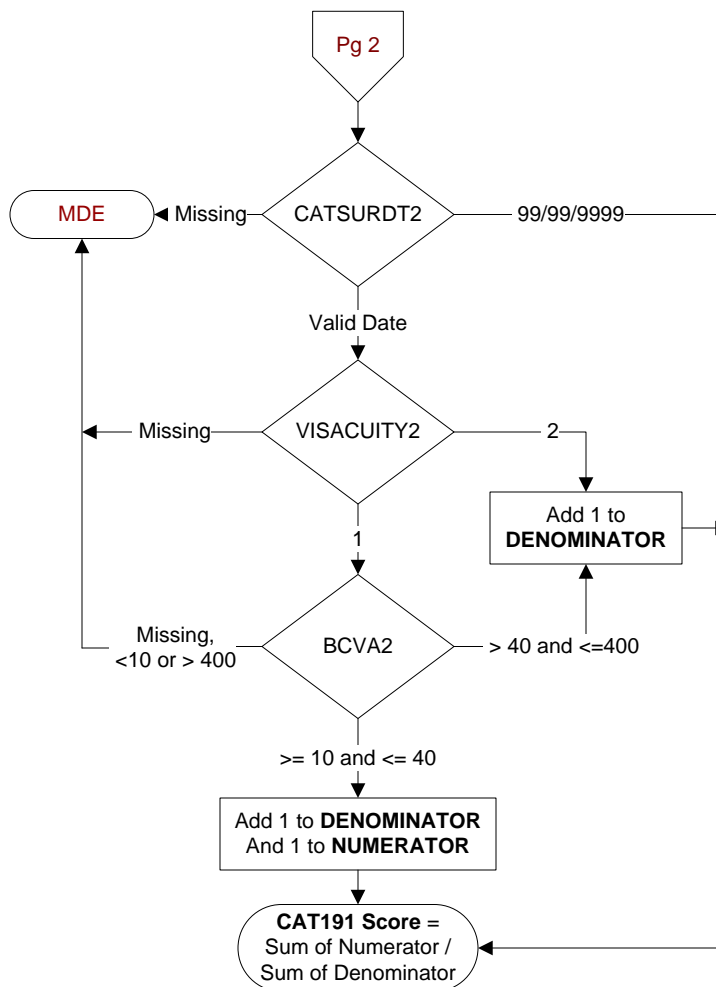 Pg 2
CATSURDT2
Missing
MDE
99/99/9999
Valid Date
VISACUITY2
Missing
2
Add 1 to
DENOMINATOR
1
BCVA2
Missing,
<10 or > 400
> 40 and <=400
>= 10 and <= 40
Add 1 to DENOMINATOR
And 1 to NUMERATOR
CAT191 Score =
Sum of Numerator /
Sum of Denominator